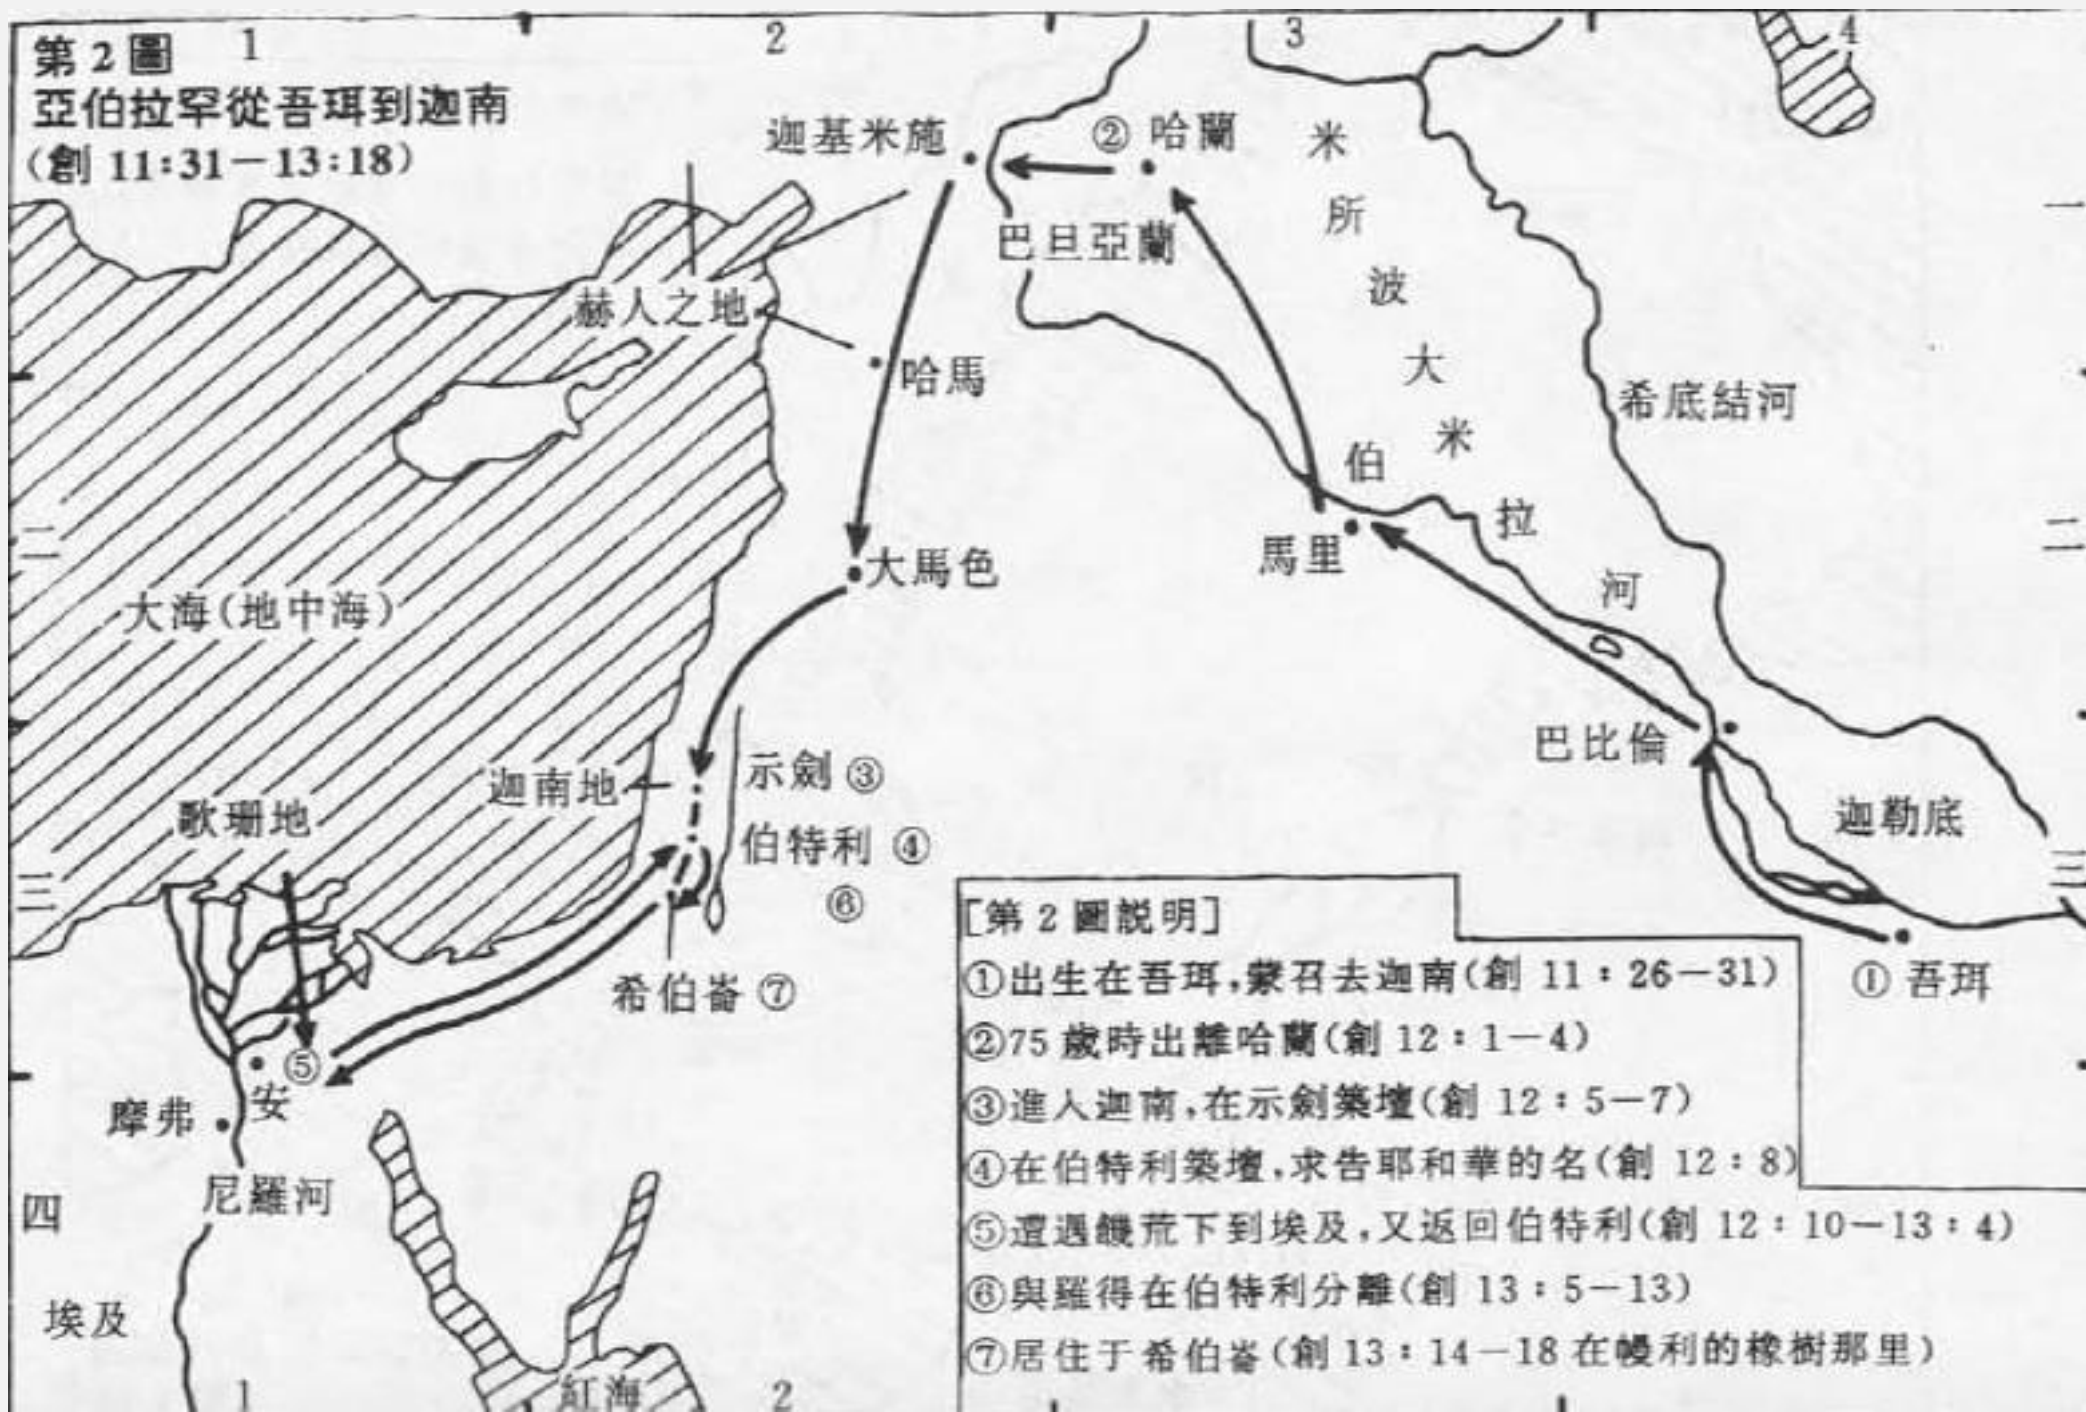 第2圖
亞伯拉罕從吾珥到迦南
(創 11:31－13:18)
1
2
3
4
迦基米施
② 哈蘭
巴旦亞蘭
米所波大米
赫人之地
哈馬
希底結河
伯拉河
馬里
大馬色
大海(地中海)
巴比倫
迦勒底
① 吾珥
迦南地
示劍 ③
伯特利 ④
⑥
希伯崙 ⑦
歌珊地
⑤
安
摩弗
尼羅河
埃及
紅海
一
二
二
三
三
四
1
2
[第 2 圖説明]
①出生在吾珥,蒙召去迦南(創 11：26－31)
②75 歲時出離哈蘭(創 12：1－4)
③進入迦南,在示劍築壇(創 12：5－7)
④在伯特利築壇,求告耶和華的名(創 12：8)
⑤遭遇饑荒下到埃及,又返回伯特利(創 12：10－13：4)
⑥與羅得在伯特利分離(創 13：5－13)
⑦居住于希伯崙(創 13：14－18 在幔利的橡樹那里)